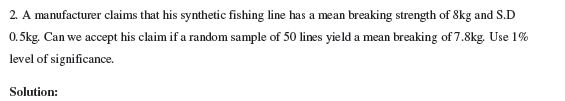 2. A manufacturer claims that his synthetic fishing line has a mean breaking strength of 8kg and S.D
0.5kg. Can we accept his claim if a random sample of 50 lines yield a mean breaking of 7.8kg. Use 1%
level of significance.
Solution: